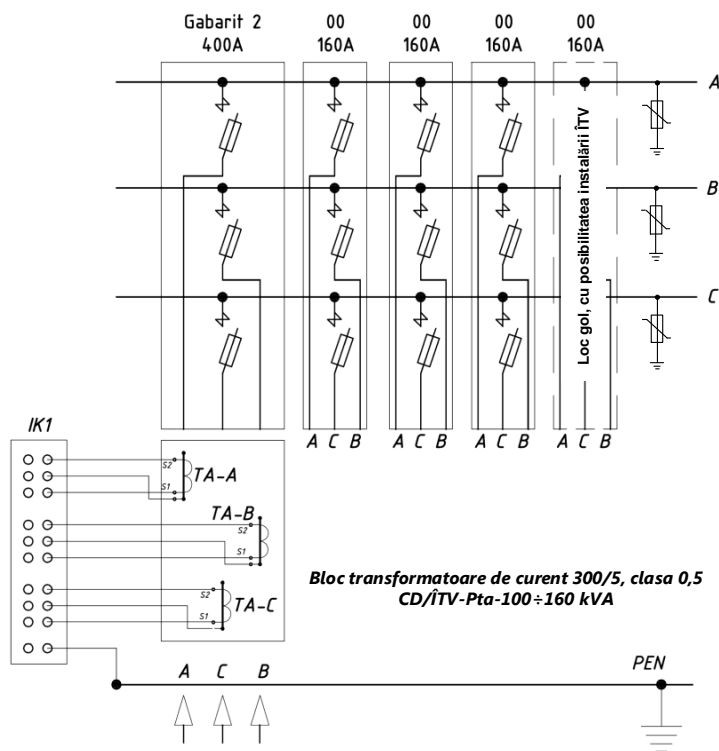 Gabarit 2 00 00 00 00
400A 160A 160A 160A 160A
A
B
C
Loc gol, cu posibilitatea instalării ÎTV
A C B A C B A C B A C B
IK1
S2
TA-A
S1
TA-B
S2
S1
S2
TA-C
S1
Bloc transformatoare de curent 300/5, clasa 0,5
CD/ÎTV-Pta-100÷160 kVA
A C B
PEN